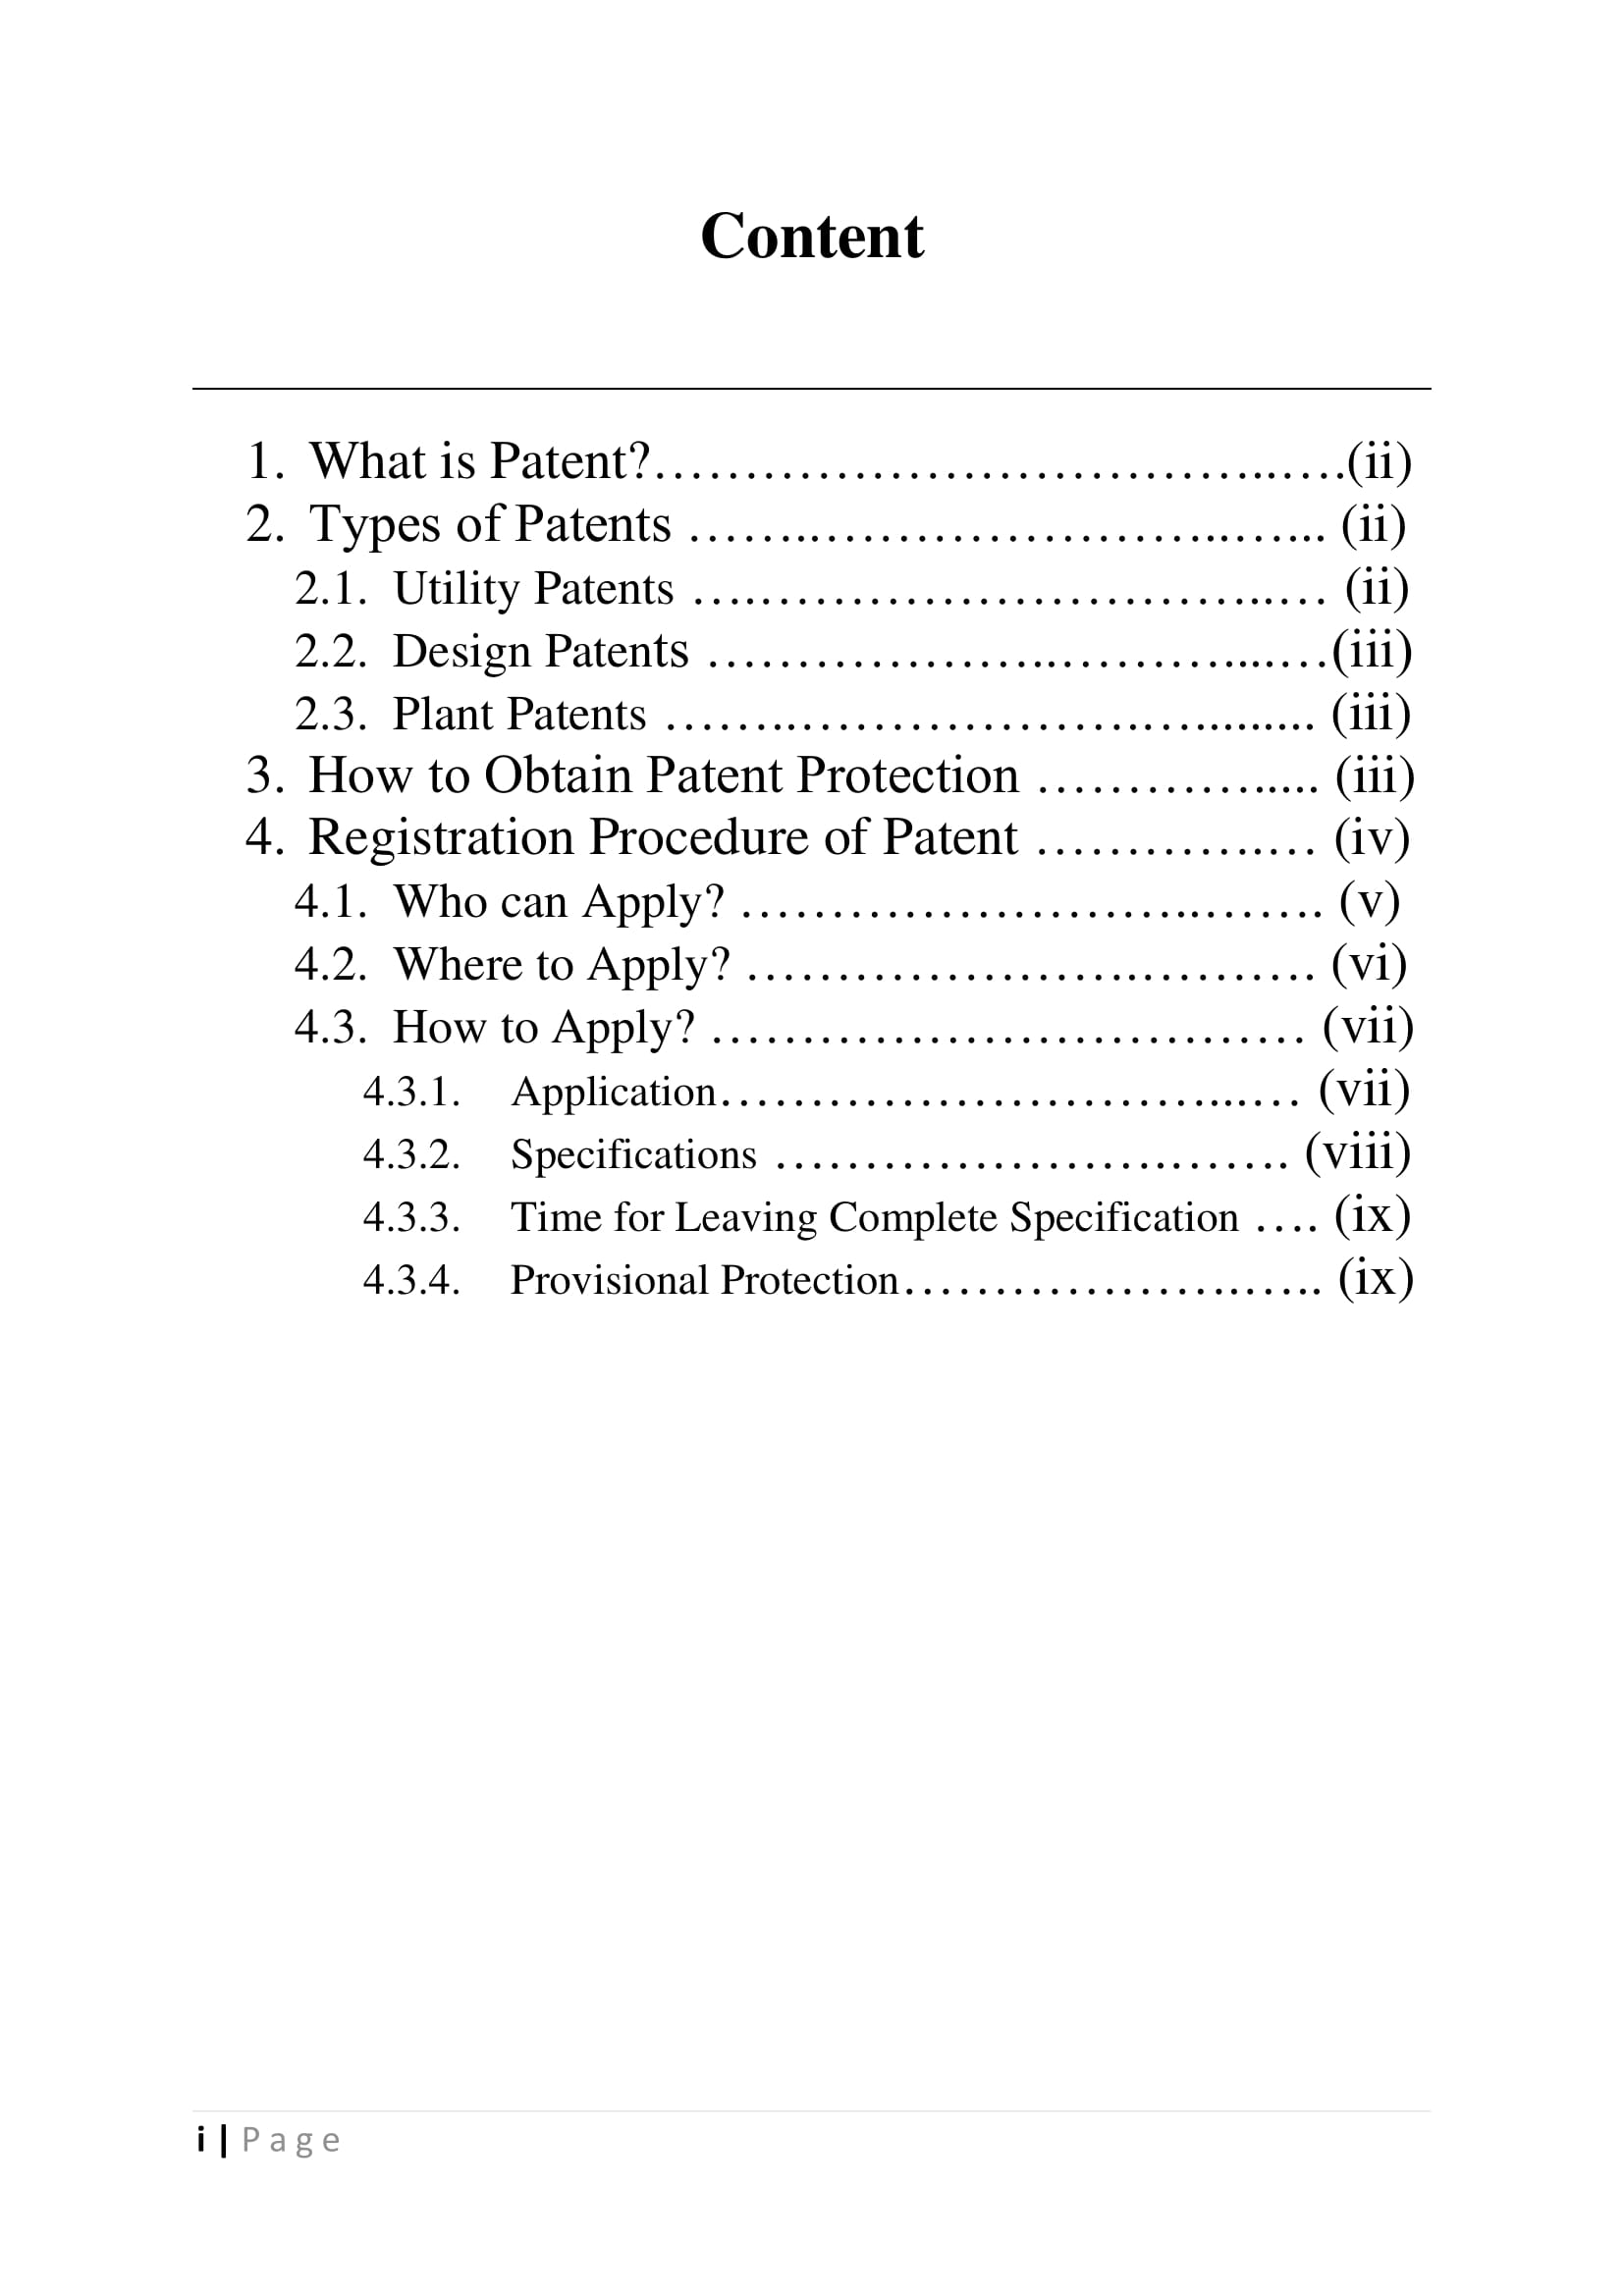 Content
1. What is Patent?……………………………..….(ii)
2. Types of Patents ……..…………………..…... (ii)
2.1. Utility Patents ….………………………..… (ii)
2.2. Design Patents ………………..………....…(iii)
2.3. Plant Patents ……..……………….…......... (iii)
3. How to Obtain Patent Protection …………..... (iii)
4. Registration Procedure of Patent ………….… (iv)
4.1. Who can Apply? ……………………..……. (v)
4.2. Where to Apply? ………………….………. (vi)
4.3. How to Apply? …………………………… (vii)
4.3.1. Application………………………...… (vii)
4.3.2. Specifications …………………….……. (viii)
4.3.3. Time for Leaving Complete Specification …. (ix)
4.3.4. Provisional Protection……………….….. (ix)
i | Page